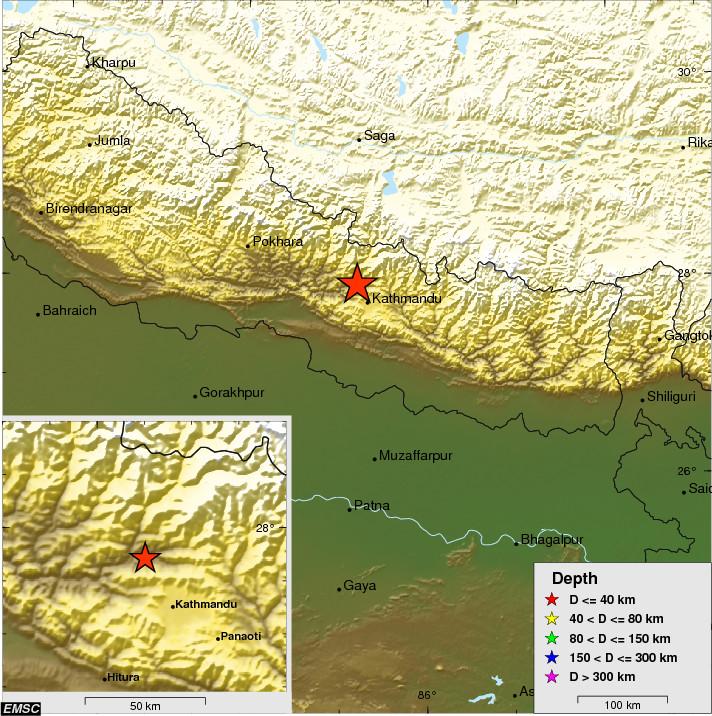 Kharpu
30°
Saga
Jumla
Rika
Birendranagar
Pokhara
28°
Kathmandu
Bahraich
Gangtok
Gorakhpur
Shiliguri
Muzaffarpur
26°
Said
Patna
Bhagalpur
Gaya
86°
As
28°
Kathmandu
Panaoti
Hitura
50 km
EMSC
Depth
D <= 40 km
40 < D <= 80 km
80 < D <= 150 km
150 < D <= 300 km
D > 300 km
100 km